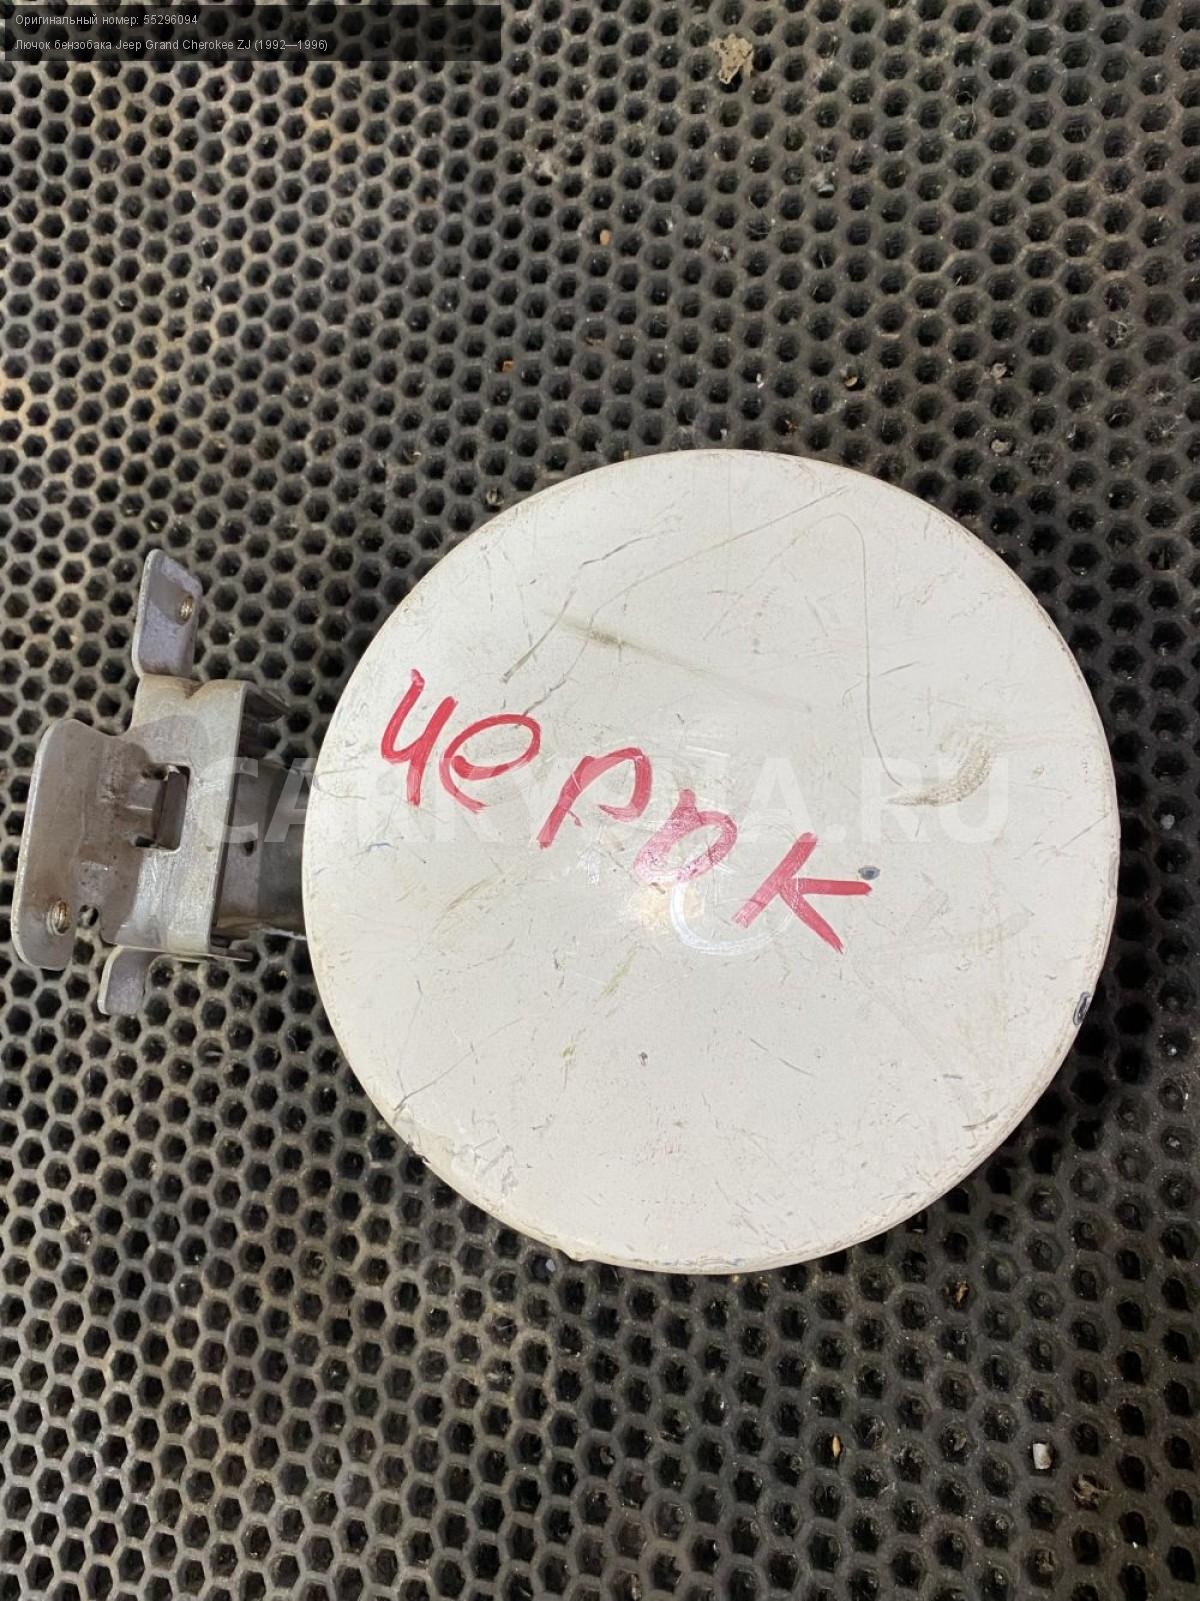 Оригинальный номер: 55296094
Лючок бензобака Jeep Grand Cherokee ZJ (1992—1996)
черок